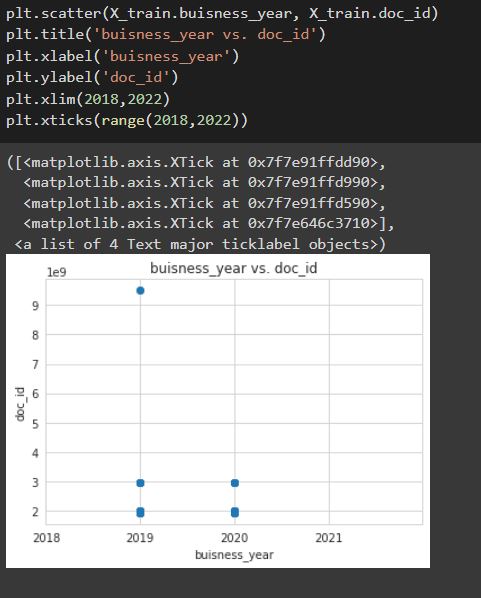 plt.scatter(X_train.buisness_year, X_train.doc_id)
plt.title('buisness_year vs. doc_id')
plt.xlabel('buisness_year')
plt.ylabel('doc_id')
plt.xlim(2018,2022)
plt.xticks(range(2018,2022))
([<matplotlib.axis.XTick at 0x7f7e91ffdd90>,
<matplotlib.axis.XTick at 0x7f7e91ffd990>,
<matplotlib.axis.XTick at 0x7f7e91ffd590>,
<matplotlib.axis.XTick at 0x7f7e646c3710>],
<a list of 4 Text major ticklabel objects>)
1e9
buisness_year vs. doc_id
9
8
7
6
5
4
3
2
doc_id
2018 2019 2020 2021
buisness_year